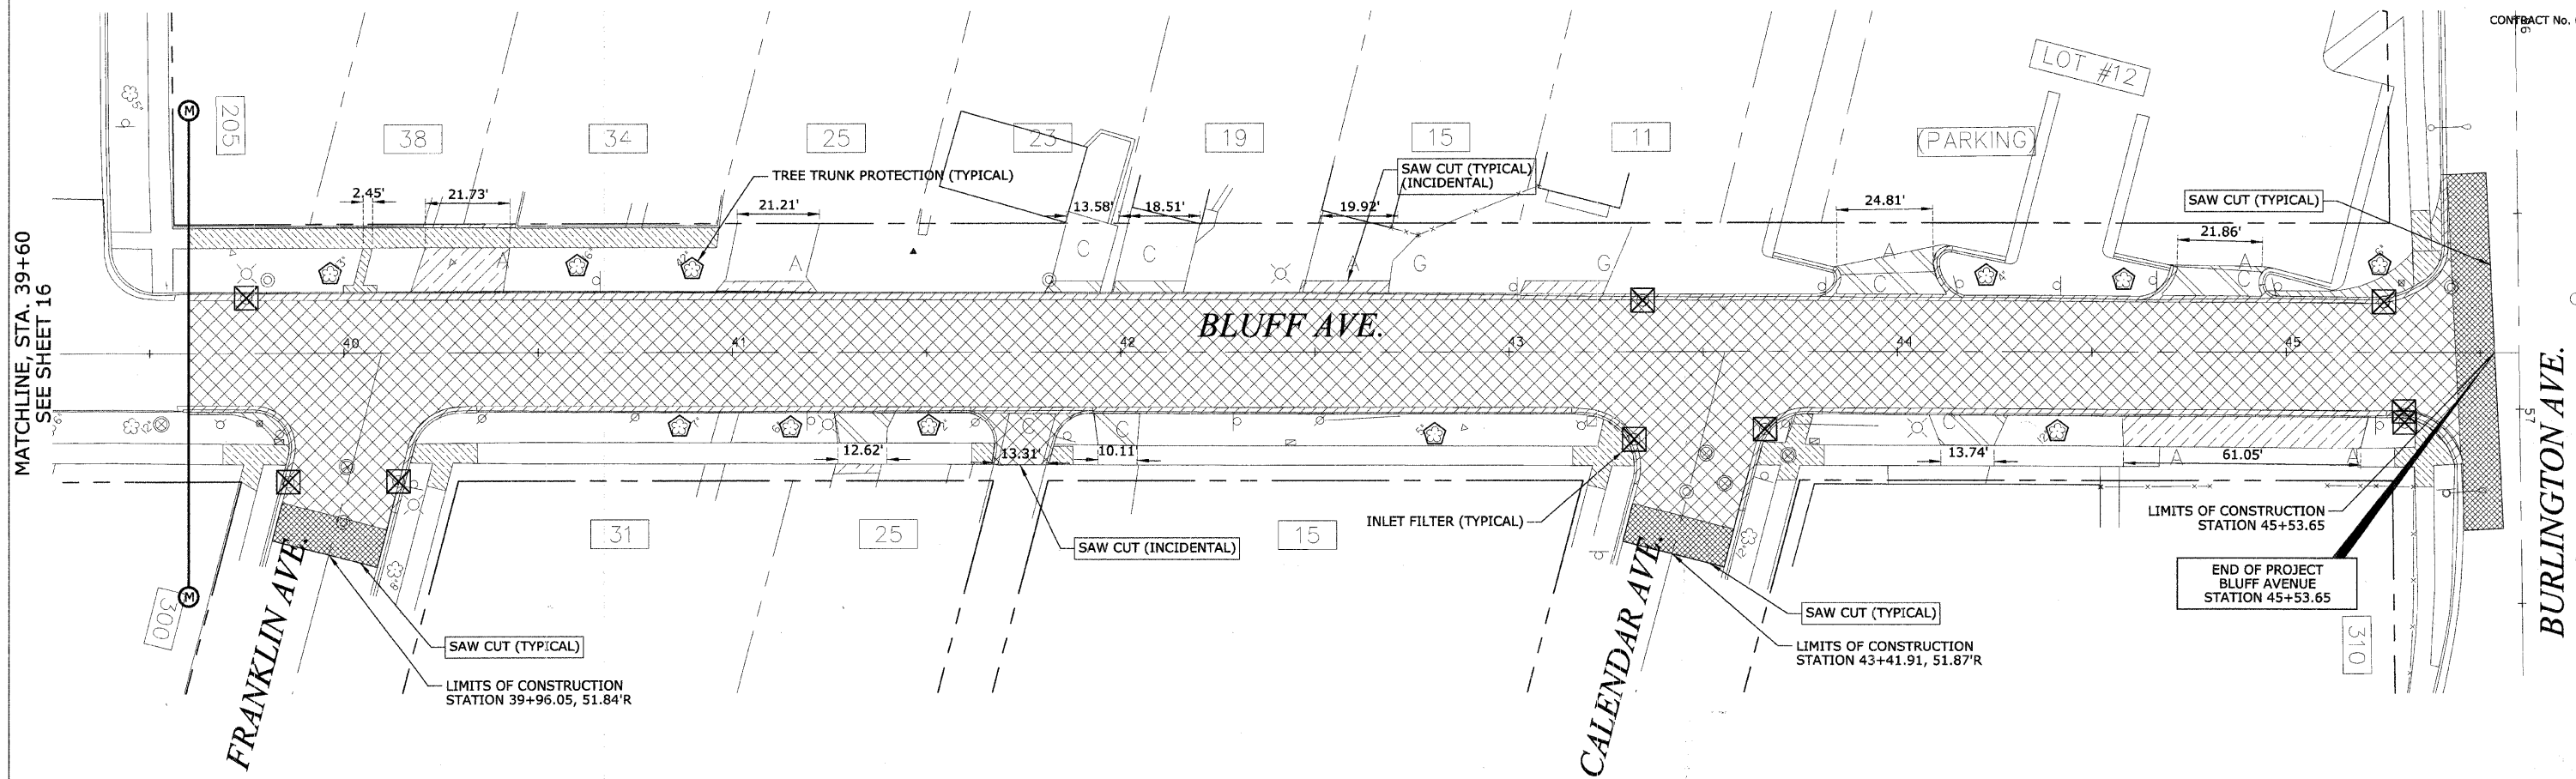 CONTRACT No.
LOT #12
205
38
34
25
23
19
15
11
(PARKING)
TREE TRUNK PROTECTION (TYPICAL)
SAW CUT (TYPICAL)
(INCIDENTAL)
SAW CUT (TYPICAL)
2.45'
21.73'
21.21'
13.58'
18.51'
19.92'
24.81'
21.86'
A
A
C
C
A
G
G
A
C
A
C
MATCHLINE, STA. 39+60
SEE SHEET 16
BLUFF AVE.
40
41
42
43
44
45
BURLINGTON AVE.
57
C
C
C
A
A
12.62'
13.31'
10.11'
13.74'
61.05'
31
25
15
INLET FILTER (TYPICAL)
SAW CUT (INCIDENTAL)
LIMITS OF CONSTRUCTION
STATION 45+53.65
END OF PROJECT
BLUFF AVENUE
STATION 45+53.65
300
310
FRANKLIN AVE.
SAW CUT (TYPICAL)
LIMITS OF CONSTRUCTION
STATION 39+96.05, 51.84'R
CALENDAR AVE.
SAW CUT (TYPICAL)
LIMITS OF CONSTRUCTION
STATION 43+41.91, 51.87'R
M
M